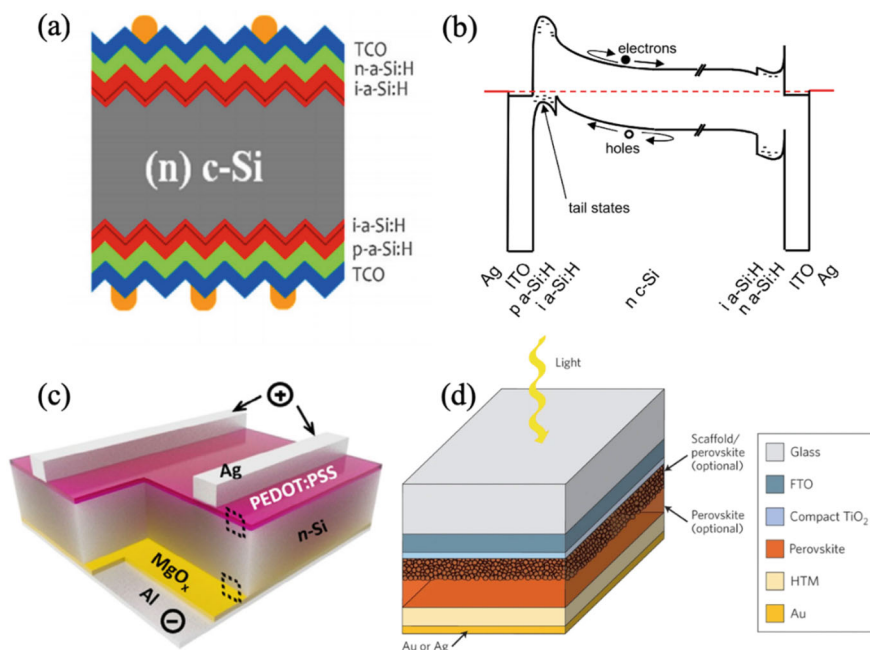 (a)
TCO
n-a-Si:H
i-a-Si:H
(n) c-Si
i-a-Si:H
p-a-Si:H
TCO
(b)
electrons
holes
tail states
Ag
ITO
p a-Si:H
i a-Si:H
n c-Si
i a-Si:H
n a-Si:H
ITO
Ag
(c)
+
Ag
PEDOT:PSS
n-Si
MgOx
Al
−
(d)
Light
Scaffold/
perovskite
(optional)
Perovskite
(optional)
Au or Ag
Glass
FTO
Compact TiO2
Perovskite
HTM
Au